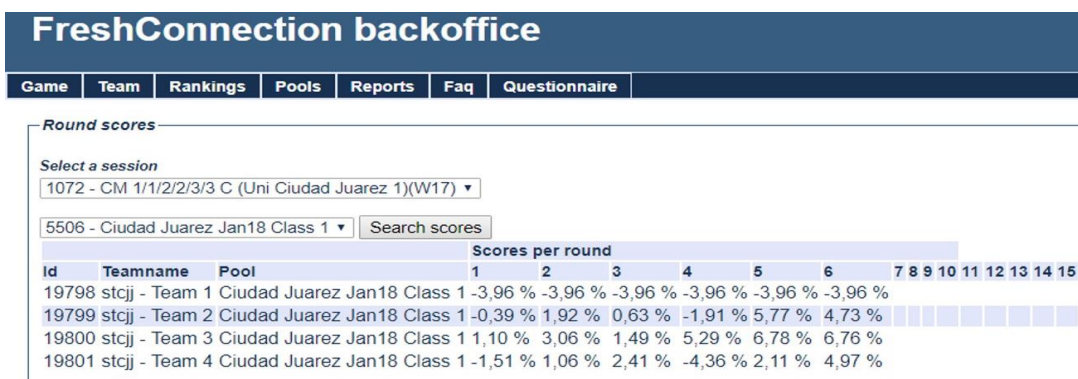 FreshConnection backoffice
Game Team Rankings Pools Reports Faq Questionnaire
Round scores
Select a session
1072 - CM 1/1/2/2/3/3 C (Uni Ciudad Juarez 1)(W17)
5506 - Ciudad Juarez Jan18 Class 1 Search scores
Scores per round
Id Teamname Pool 1 2 3 4 5 6 7 8 9 10 11 12 13 14 15
19798 stcjj - Team 1 Ciudad Juarez Jan18 Class 1 -3,96 % -3,96 % -3,96 % -3,96 % -3,96 % -3,96 %
19799 stcjj - Team 2 Ciudad Juarez Jan18 Class 1 -0,39 % 1,92 % 0,63 % -1,91 % 5,77 % 4,73 %
19800 stcjj - Team 3 Ciudad Juarez Jan18 Class 1 1,10 % 3,06 % 1,49 % 5,29 % 6,78 % 6,76 %
19801 stcjj - Team 4 Ciudad Juarez Jan18 Class 1 -1,51 % 1,06 % 2,41 % -4,36 % 2,11 % 4,97 %